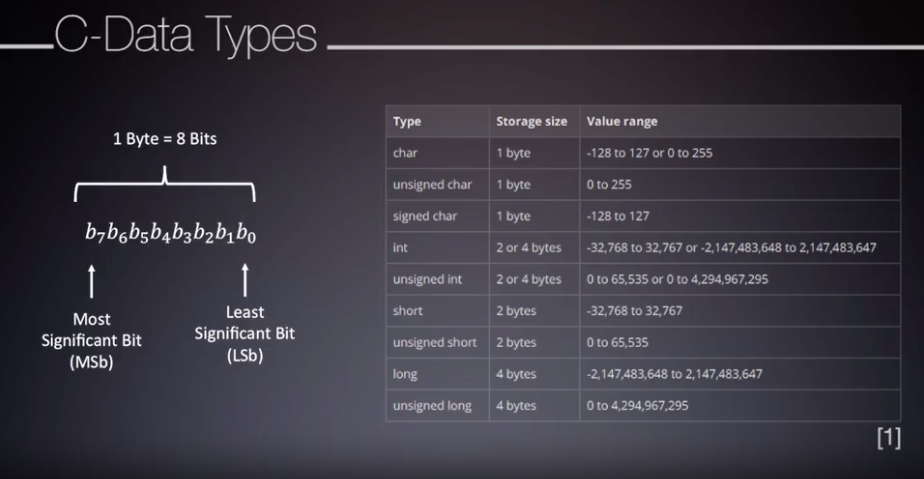 C-Data Types
1 Byte = 8 Bits
b₇b₆b₅b₄b₃b₂b₁b₀
Most
Significant Bit
(MSb)
Least
Significant Bit
(LSb)
Type Storage size Value range
char 1 byte -128 to 127 or 0 to 255
unsigned char 1 byte 0 to 255
signed char 1 byte -128 to 127
int 2 or 4 bytes -32,768 to 32,767 or -2,147,483,648 to 2,147,483,647
unsigned int 2 or 4 bytes 0 to 65,535 or 0 to 4,294,967,295
short 2 bytes -32,768 to 32,767
unsigned short 2 bytes 0 to 65,535
long 4 bytes -2,147,483,648 to 2,147,483,647
unsigned long 4 bytes 0 to 4,294,967,295
[1]